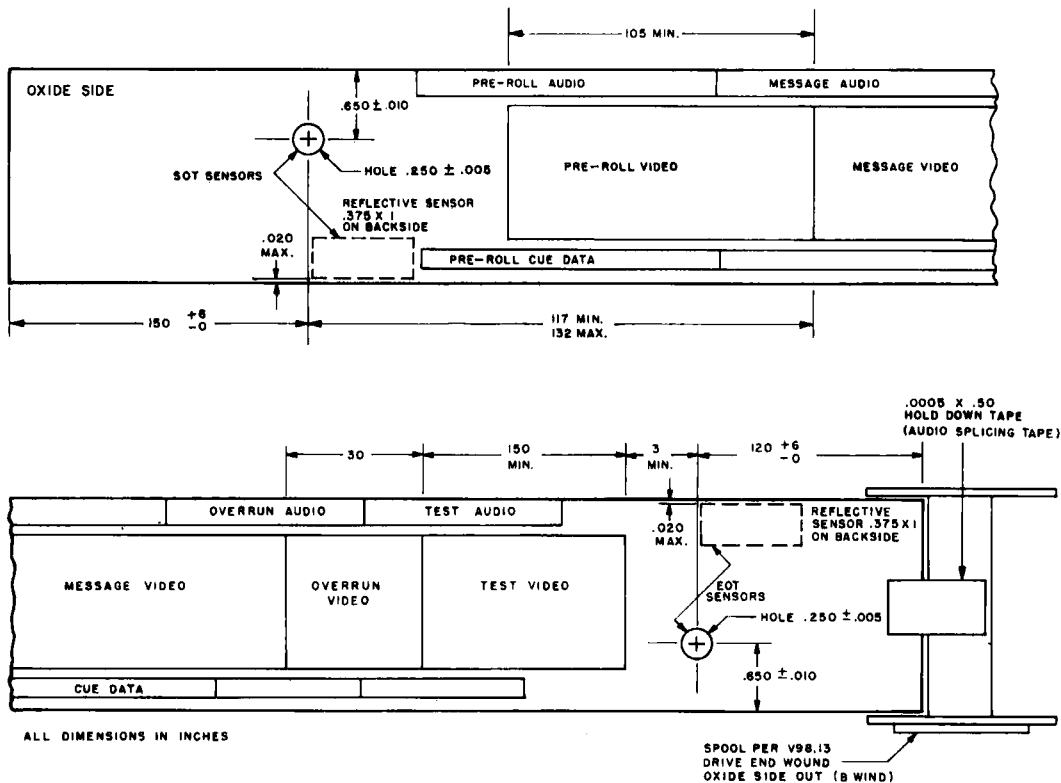 105 MIN.
OXIDE SIDE
PRE-ROLL AUDIO
MESSAGE AUDIO
.650 ± .010
SOT SENSORS
HOLE .250 ± .005
PRE-ROLL VIDEO
MESSAGE VIDEO
REFLECTIVE SENSOR
.375 X 1
ON BACKSIDE
.020
MAX.
PRE-ROLL CUE DATA
150 +6
-0
117 MIN.
132 MAX.
.0005 X .50
HOLD DOWN TAPE
(AUDIO SPLICING TAPE)
30
150
MIN.
3
MIN.
120 +6
-0
OVERRUN AUDIO
TEST AUDIO
.020
MAX.
REFLECTIVE
SENSOR .375 X 1
ON BACKSIDE
MESSAGE VIDEO
OVERRUN
VIDEO
TEST VIDEO
EOT
SENSORS
HOLE .250 ± .005
.650 ± .010
CUE DATA
ALL DIMENSIONS IN INCHES
SPOOL PER V98.13
DRIVE END WOUND
OXIDE SIDE OUT (B WIND)